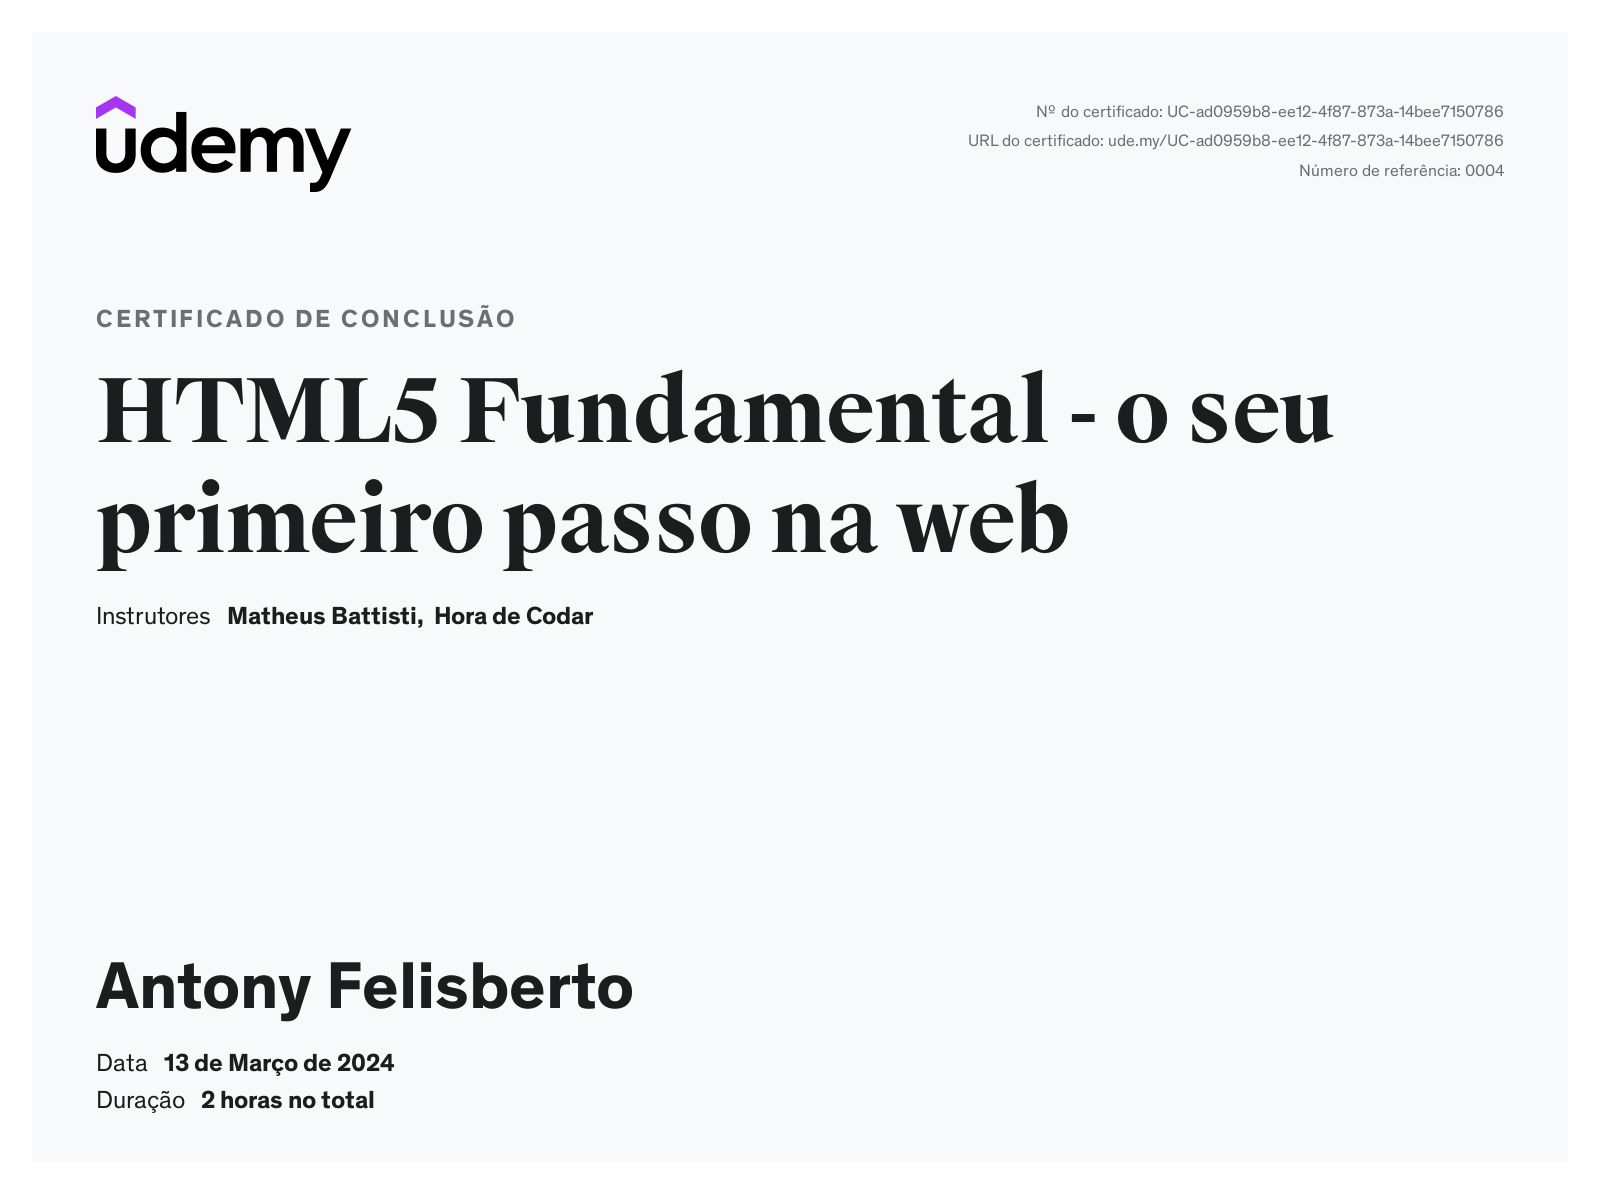 udemy
Nº do certificado: UC-ad0959b8-ee12-4f87-873a-14bee7150786
URL do certificado: ude.my/UC-ad0959b8-ee12-4f87-873a-14bee7150786
Número de referência: 0004
CERTIFICADO DE CONCLUSÃO
HTML5 Fundamental - o seu
primeiro passo na web
Instrutores Matheus Battisti, Hora de Codar
Antony Felisberto
Data 13 de Março de 2024
Duração 2 horas no total